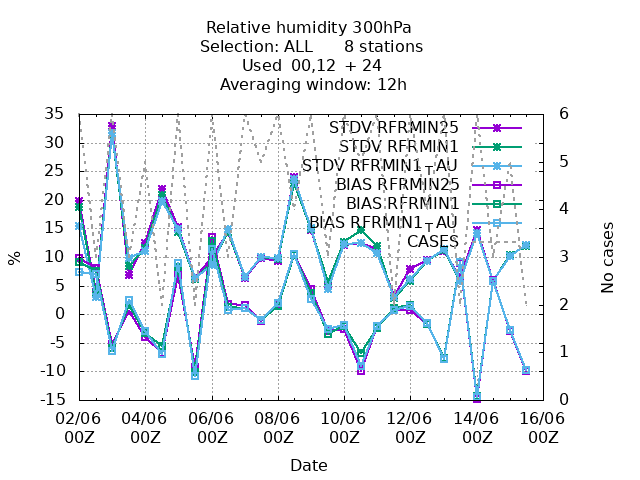 Relative humidity 300hPa
Selection: ALL 8 stations
Used 00,12 + 24
Averaging window: 12h
35
30
25
20
15
10
5
0
-5
-10
-15
%
6
5
4
3
2
1
0
No cases
STDV RFRMIN25
STDV RFRMIN1
STDV RFRMIN1_AU
BIAS RFRMIN25
BIAS RFRMIN1
BIAS RFRMIN1_AU
CASES
02/06 04/06 06/06 08/06 10/06 12/06 14/06 16/06
00Z 00Z 00Z 00Z 00Z 00Z 00Z 00Z
Date